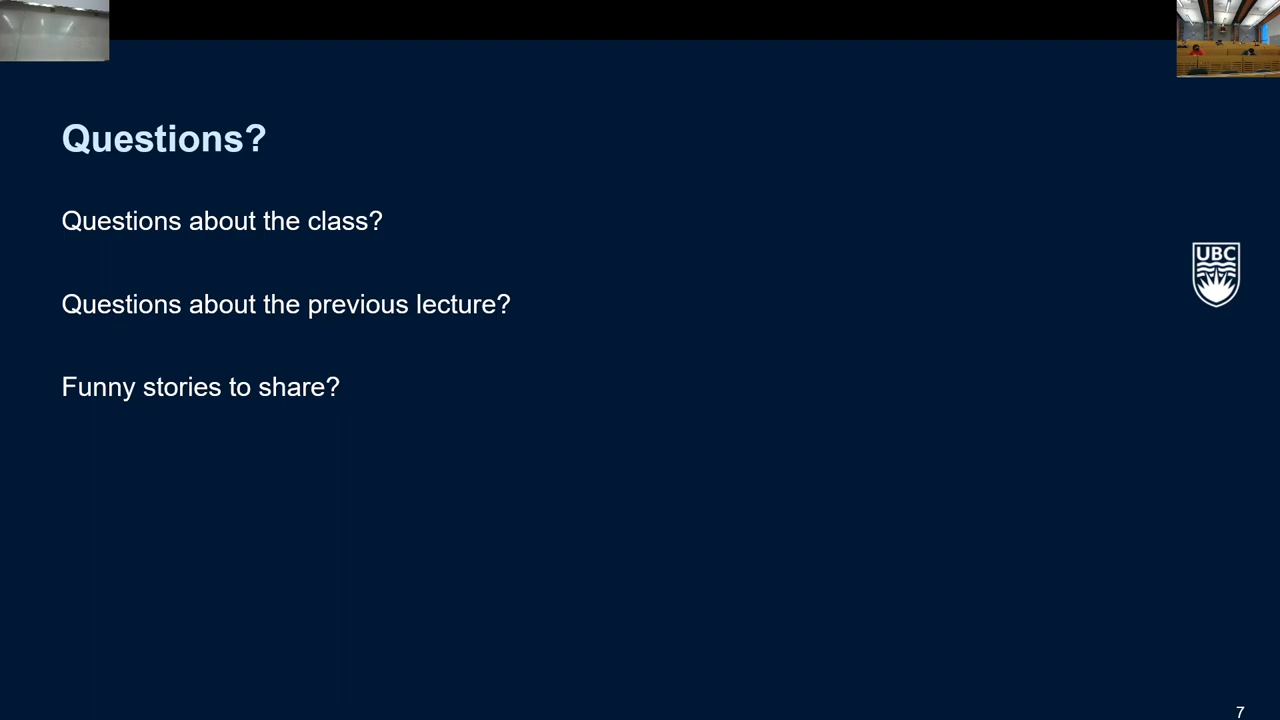 Questions?
Questions about the class?
UBC
Questions about the previous lecture?
Funny stories to share?
7